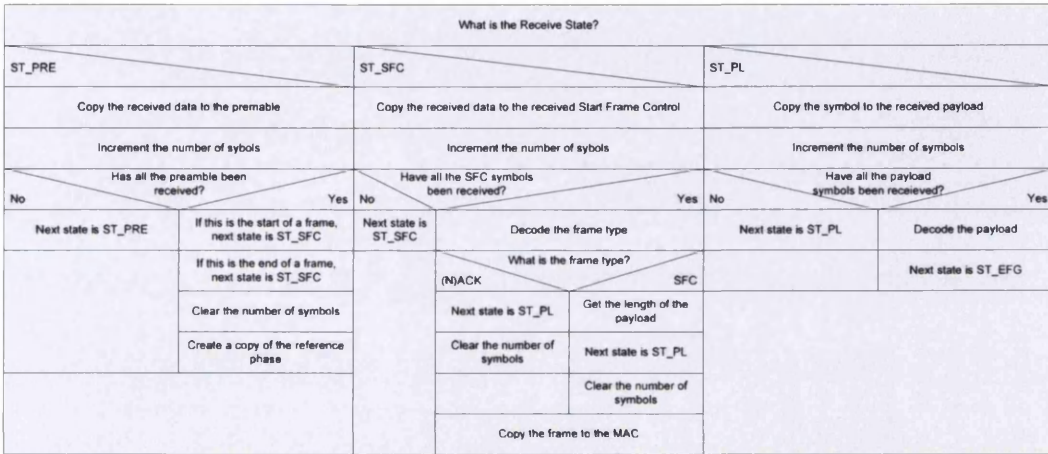 What is the Receive State?
ST_PRE
Copy the received data to the premable
Increment the number of sybols
Has all the preamble been
received?
No
Yes
Next state is ST_PRE
If this is the start of a frame,
next state is ST_SFC
If this is the end of a frame,
next state is ST_SFC
Clear the number of symbols
Create a copy of the reference
phase
ST_SFC
Copy the received data to the received Start Frame Control
Increment the number of sybols
Have all the SFC symbols
been received?
No
Yes
Next state is
ST_SFC
Decode the frame type
What is the frame type?
(N)ACK
SFC
Next state is ST_PL
Clear the number of
symbols
Get the length of the
payload
Next state is ST_PL
Clear the number of
symbols
Copy the frame to the MAC
ST_PL
Copy the symbol to the received payload
Increment the number of symbols
Have all the payload
symbols been receieved?
No
Yes
Next state is ST_PL
Decode the payload
Next state is ST_EFG